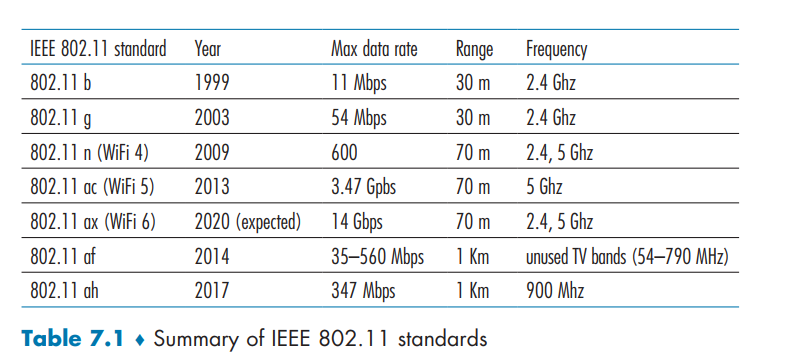 IEEE 802.11 standard Year Max data rate Range Frequency
802.11 b 1999 11 Mbps 30 m 2.4 Ghz
802.11 g 2003 54 Mbps 30 m 2.4 Ghz
802.11 n (WiFi 4) 2009 600 70 m 2.4, 5 Ghz
802.11 ac (WiFi 5) 2013 3.47 Gpbs 70 m 5 Ghz
802.11 ax (WiFi 6) 2020 (expected) 14 Gbps 70 m 2.4, 5 Ghz
802.11 af 2014 35–560 Mbps 1 Km unused TV bands (54–790 MHz)
802.11 ah 2017 347 Mbps 1 Km 900 Mhz
Table 7.1 ♦ Summary of IEEE 802.11 standards